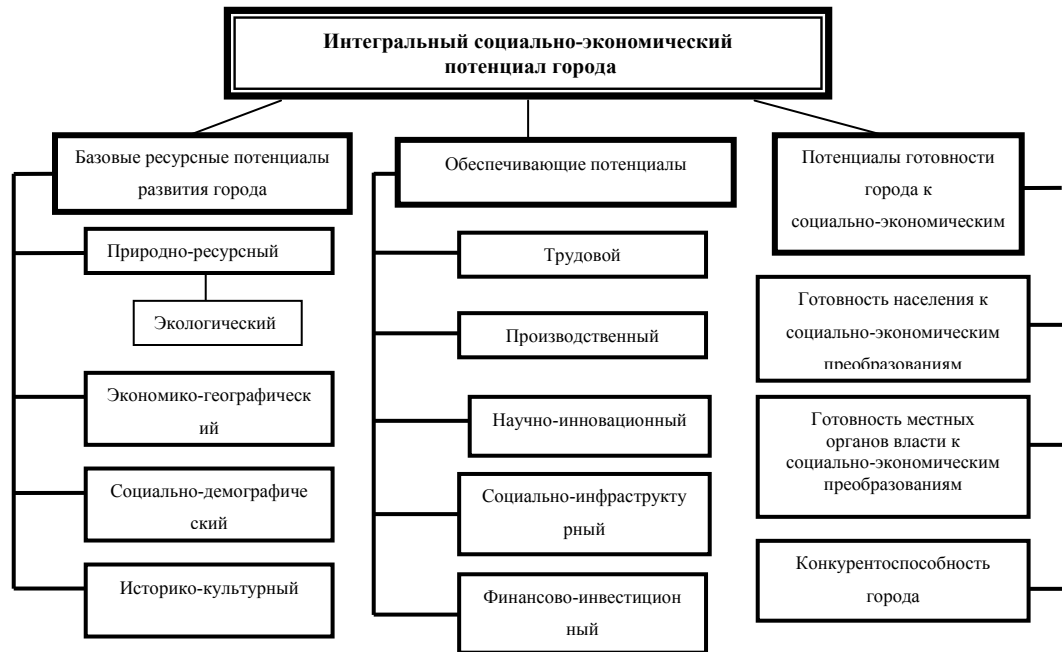 Интегральный социально-экономический
потенциал города
Базовые ресурсные потенциалы
развития города
Природно-ресурсный
Экологический
Экономико-географическ
ий
Социально-демографиче
ский
Историко-культурный
Обеспечивающие потенциалы
Трудовой
Производственный
Научно-инновационный
Социально-инфраструкту
рный
Финансово-инвестицион
ный
Потенциалы готовности
города к
социально-экономическим
Готовность населения к
социально-экономическим
преобразованиям
Готовность местных
органов власти к
социально-экономическим
преобразованиям
Конкурентоспособность
города